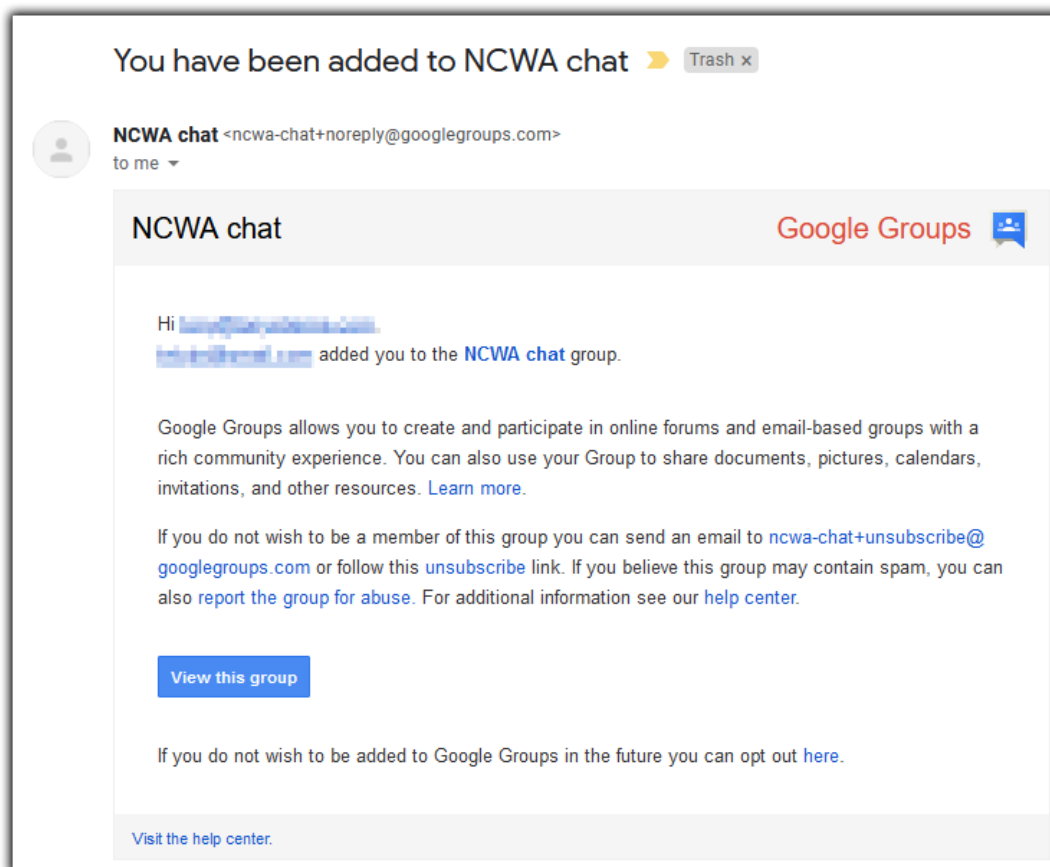 You have been added to NCWA chat
Trash x
NCWA chat <ncwa-chat+noreply@googlegroups.com>
to me
NCWA chat
Google Groups
Hi
added you to the NCWA chat group.
Google Groups allows you to create and participate in online forums and email-based groups with a
rich community experience. You can also use your Group to share documents, pictures, calendars,
invitations, and other resources. Learn more.
If you do not wish to be a member of this group you can send an email to ncwa-chat+unsubscribe@
googlegroups.com or follow this unsubscribe link. If you believe this group may contain spam, you can
also report the group for abuse. For additional information see our help center.
View this group
If you do not wish to be added to Google Groups in the future you can opt out here.
Visit the help center.